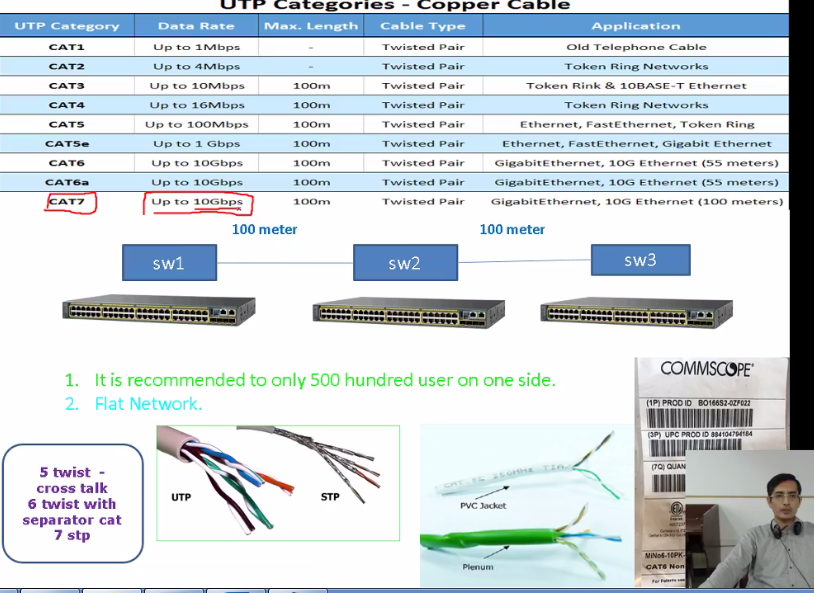 UTP Categories - Copper Cable
UTP Category Data Rate Max. Length Cable Type Application
CAT1 Up to 1Mbps - Twisted Pair Old Telephone Cable
CAT2 Up to 4Mbps - Twisted Pair Token Ring Networks
CAT3 Up to 10Mbps 100m Twisted Pair Token Rink & 10BASE-T Ethernet
CAT4 Up to 16Mbps 100m Twisted Pair Token Ring Networks
CAT5 Up to 100Mbps 100m Twisted Pair Ethernet, FastEthernet, Token Ring
CAT5e Up to 1 Gbps 100m Twisted Pair Ethernet, FastEthernet, Gigabit Ethernet
CAT6 Up to 10Gbps 100m Twisted Pair GigabitEthernet, 10G Ethernet (55 meters)
CAT6a Up to 10Gbps 100m Twisted Pair GigabitEthernet, 10G Ethernet (55 meters)
CAT7 Up to 10Gbps 100m Twisted Pair GigabitEthernet, 10G Ethernet (100 meters)
100 meter 100 meter
sw1 sw2 sw3
1. It is recommended to only 500 hundred user on one side.
2. Flat Network.
5 twist -
cross talk
6 twist with
separator cat
7 stp
UTP STP
PVC Jacket
Plenum
COMMSCOPE
(1P) PROD ID BO166S2-0ZF022
(3P) UPC PROD ID 884104794184
(7Q) QUAN
CAT6 Non